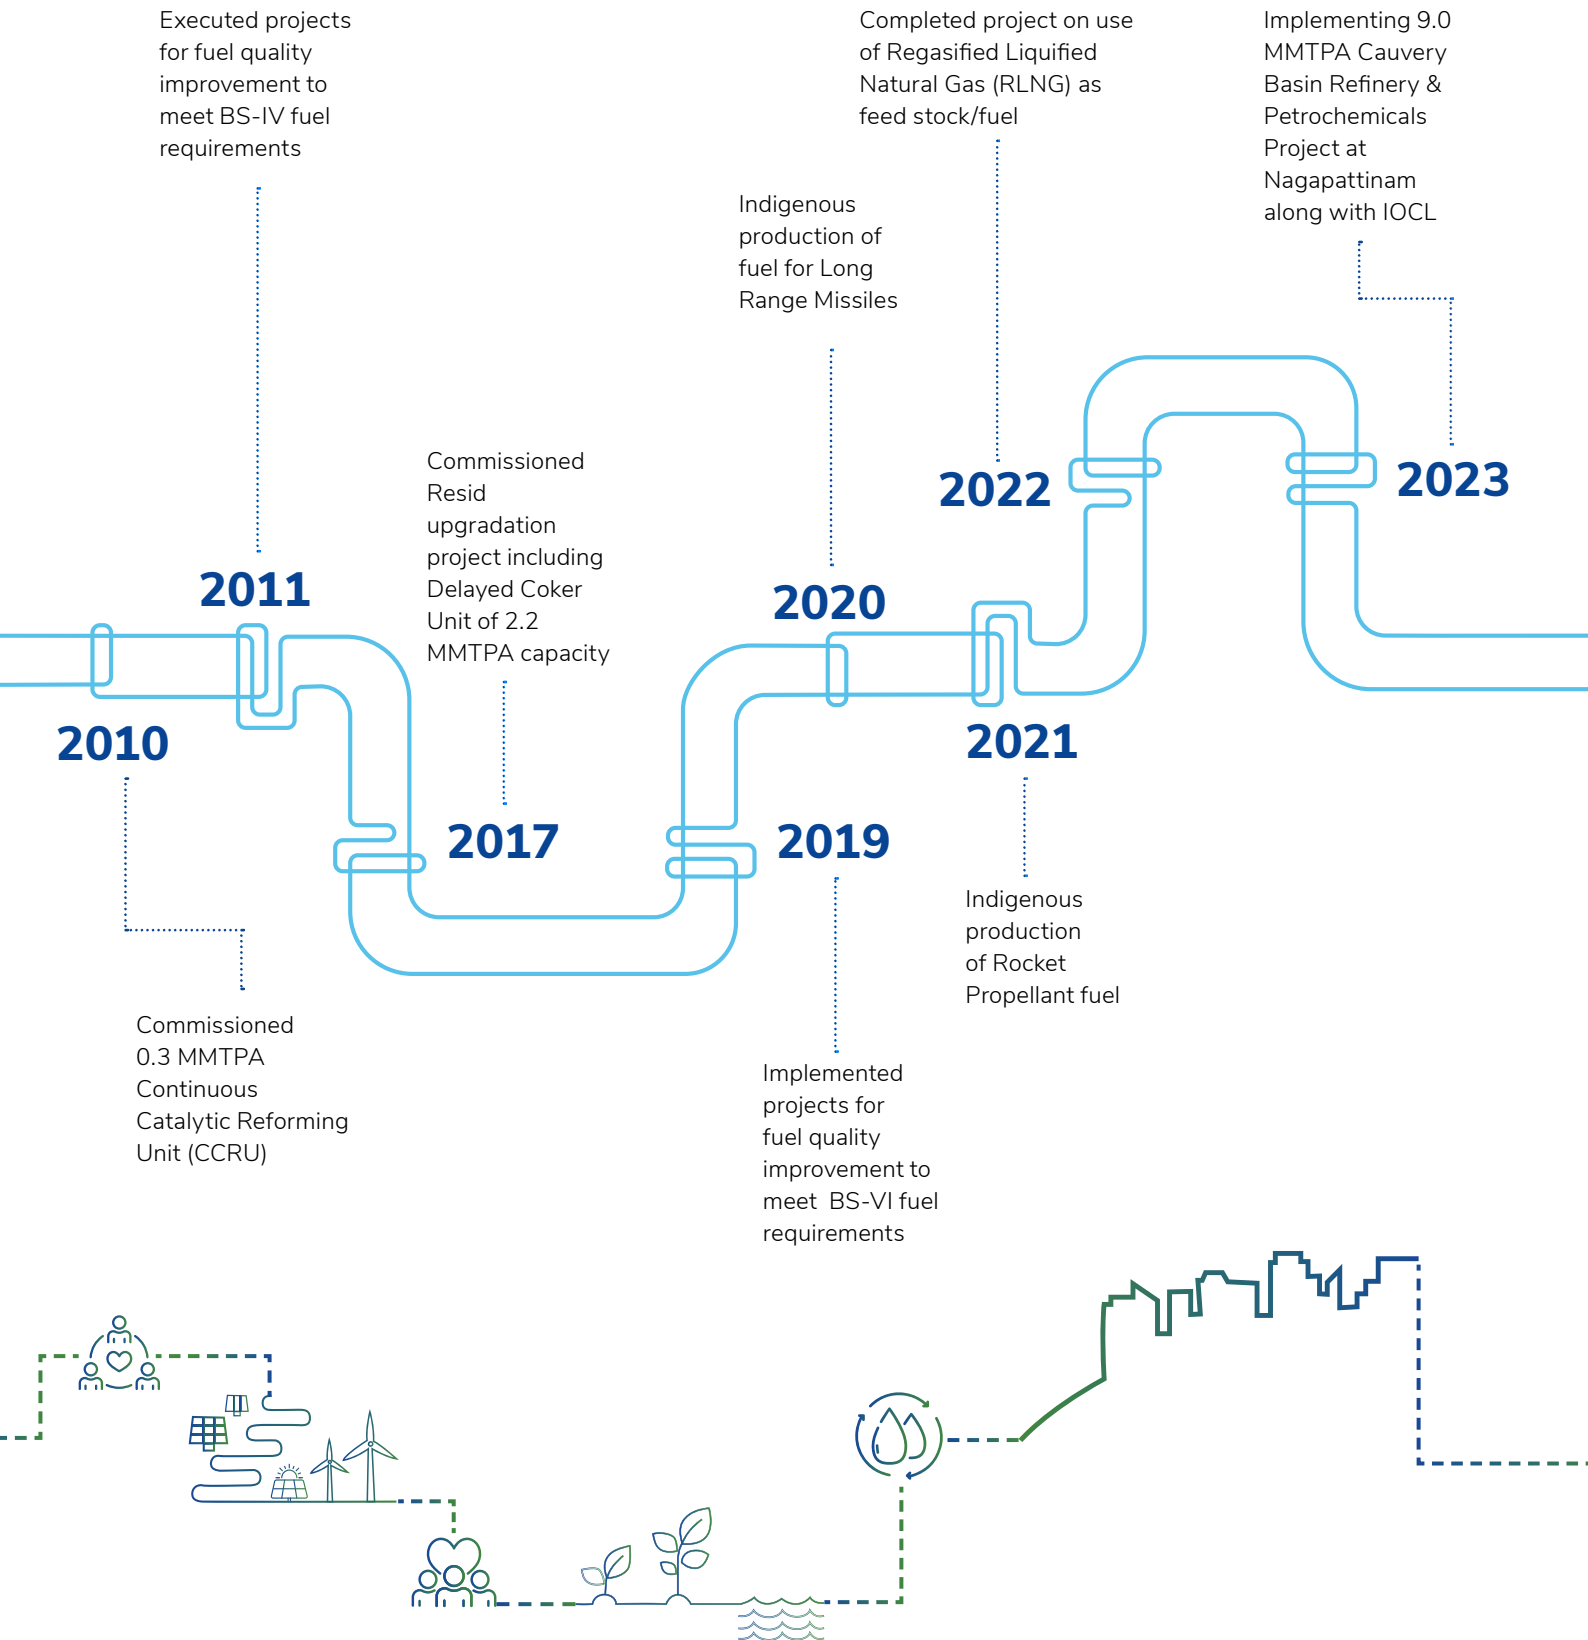 Executed projects
for fuel quality
improvement to
meet BS-IV fuel
requirements
2011
2010
Commissioned
0.3 MMTPA
Continuous
Catalytic Reforming
Unit (CCRU)
Commissioned
Resid
upgradation
project including
Delayed Coker
Unit of 2.2
MMTPA capacity
2017
Indigenous
production of
fuel for Long
Range Missiles
2020
2019
Implemented
projects for
fuel quality
improvement to
meet  BS-VI fuel
requirements
Completed project on use
of Regasified Liquified
Natural Gas (RLNG) as
feed stock/fuel
2022
2021
Indigenous
production
of Rocket
Propellant fuel
Implementing 9.0
MMTPA Cauvery
Basin Refinery &
Petrochemicals
Project at
Nagapattinam
along with IOCL
2023